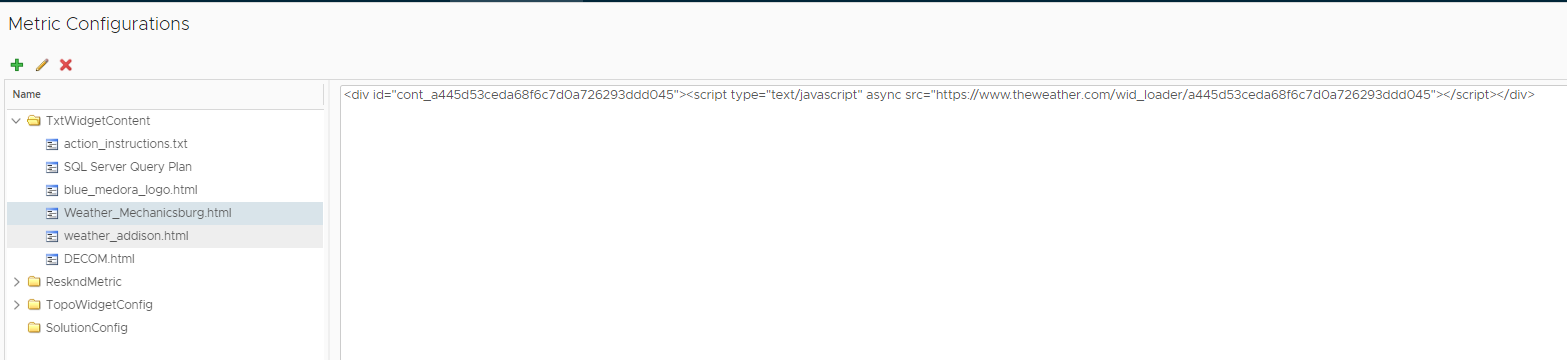 Metric Configurations
Name
<div id="cont_a445d53ceda68f6c7d0a726293ddd045"><script type="text/javascript" async src="https://www.theweather.com/wid_loader/a445d53ceda68f6c7d0a726293ddd045"></script></div>
TxtWidgetContent
action_instructions.txt
SQL Server Query Plan
blue_medora_logo.html
Weather_Mechanicsburg.html
weather_addison.html
DECOM.html
ReskndMetric
TopoWidgetConfig
SolutionConfig